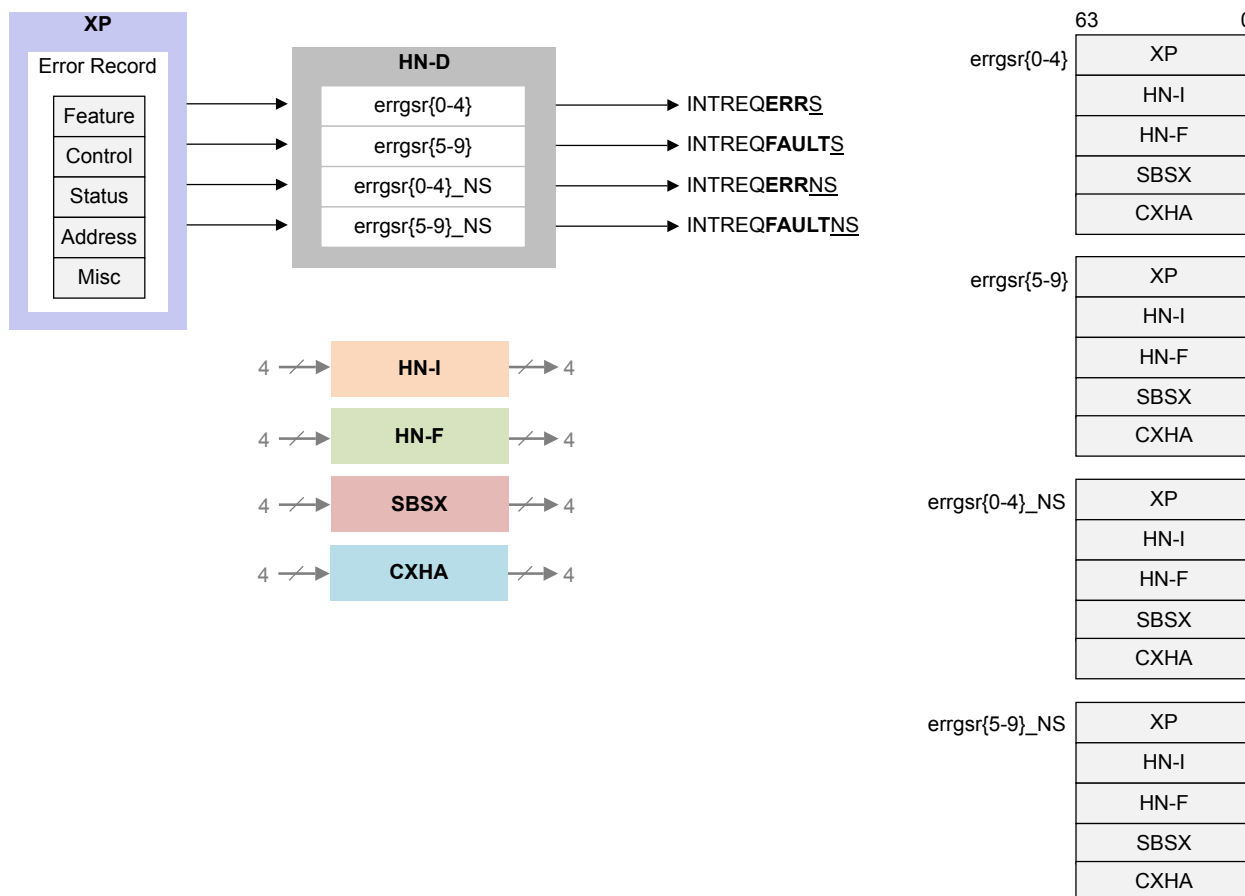 XP
Error Record
Feature
Control
Status
Address
Misc
HN-D
errgsr{0-4}
errgsr{5-9}
errgsr{0-4}_NS
errgsr{5-9}_NS
INTREQERRS
INTREQFAULTS
INTREQERRNS
INTREQFAULTNS
4 HN-I 4
4 HN-F 4
4 SBSX 4
4 CXHA 4
63 0
errgsr{0-4} XP
HN-I
HN-F
SBSX
CXHA
errgsr{5-9} XP
HN-I
HN-F
SBSX
CXHA
errgsr{0-4}_NS XP
HN-I
HN-F
SBSX
CXHA
errgsr{5-9}_NS XP
HN-I
HN-F
SBSX
CXHA